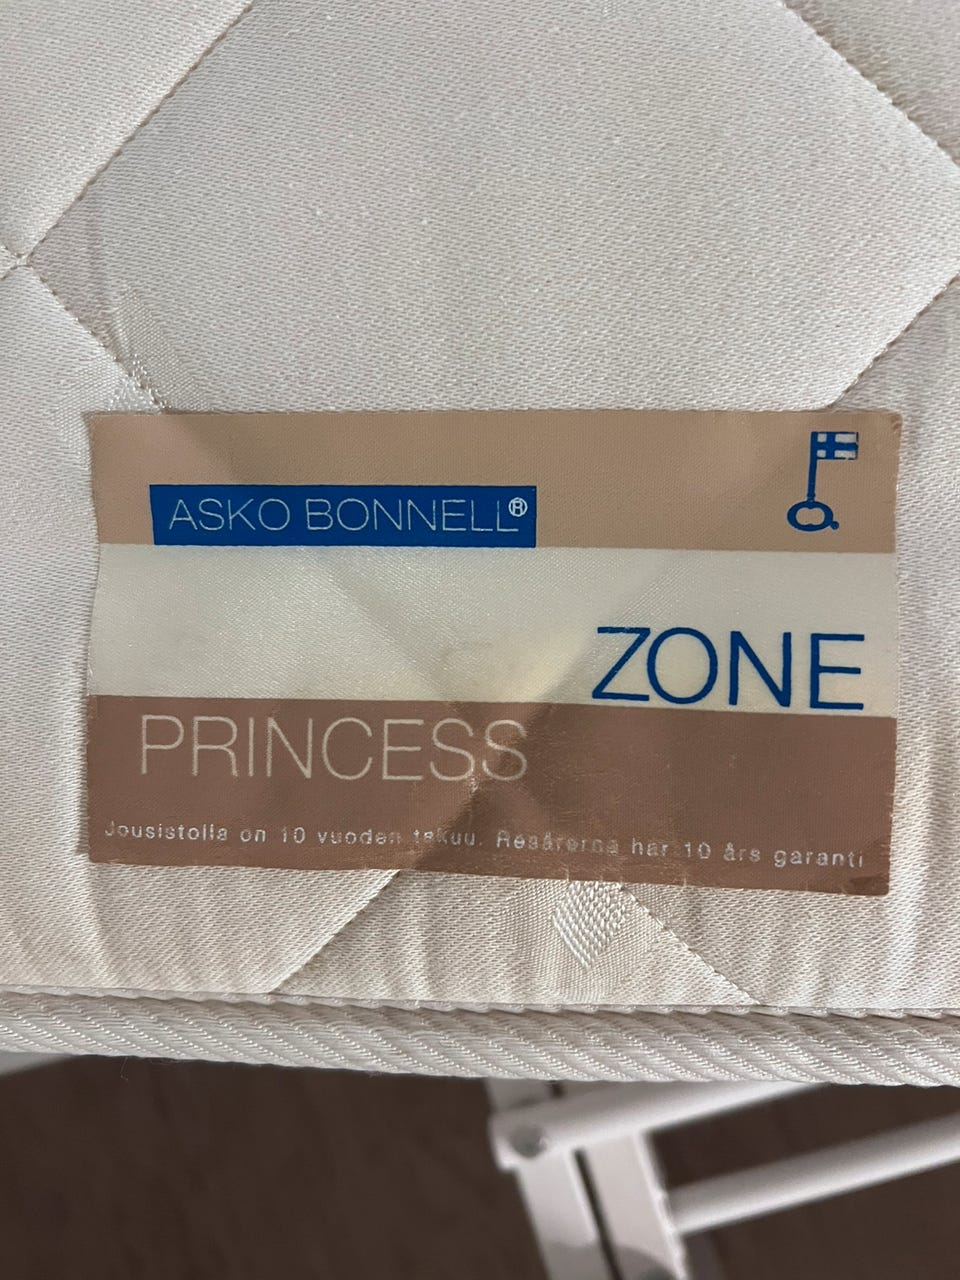 ASKO BONNELL®
ZONE
PRINCESS
Jousistolla on 10 vuoden takuu. Resårerna har 10 års garanti